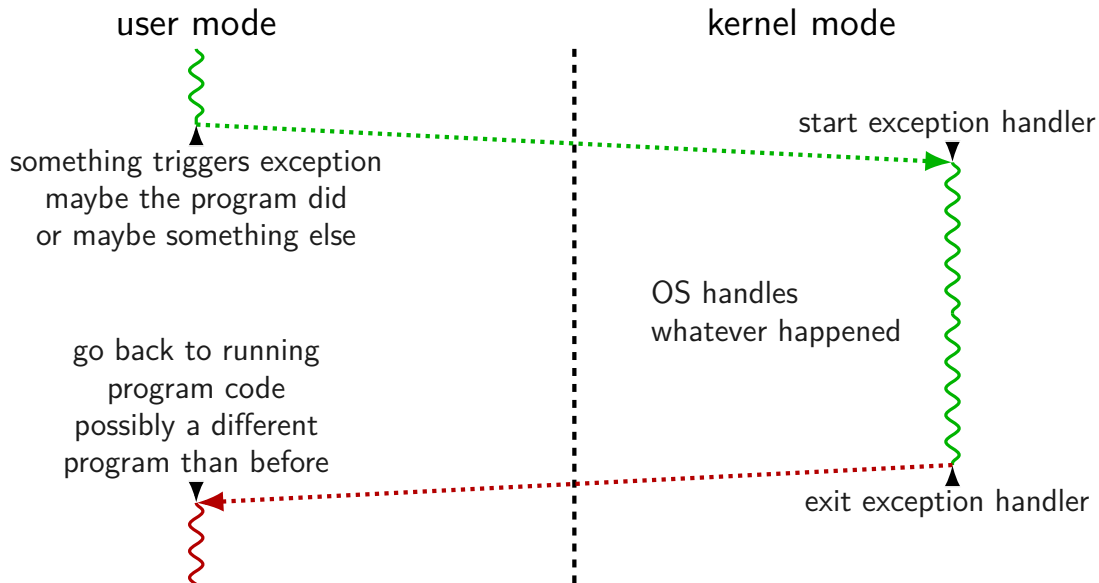 user mode
kernel mode
start exception handler
something triggers exception
maybe the program did
or maybe something else
OS handles
whatever happened
go back to running
program code
possibly a different
program than before
exit exception handler